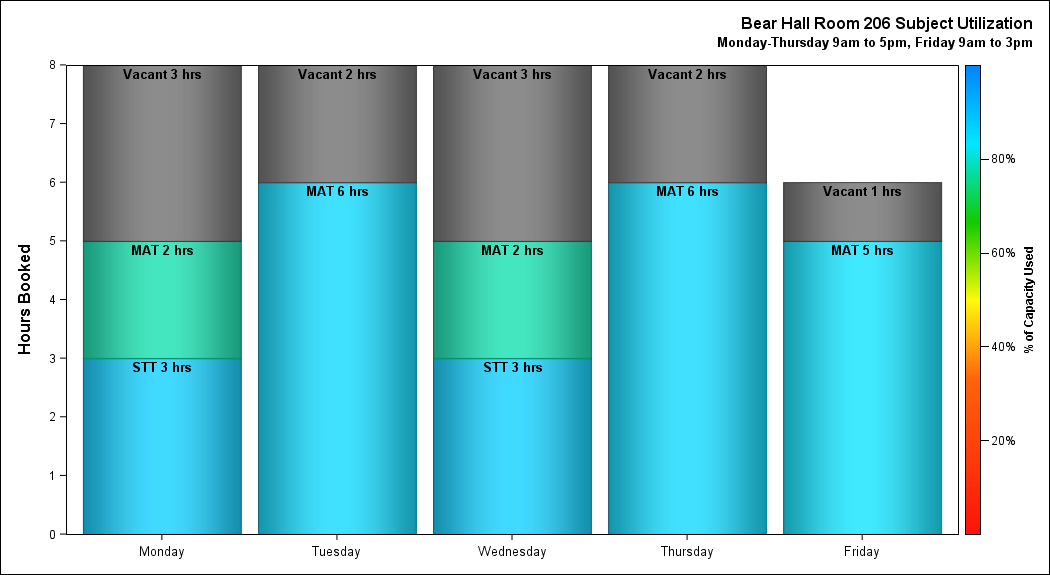 Bear Hall Room 206 Subject Utilization
Monday-Thursday 9am to 5pm, Friday 9am to 3pm
Hours Booked
8
7
6
5
4
3
2
1
0
Vacant 3 hrs
MAT 2 hrs
STT 3 hrs
Vacant 2 hrs
MAT 6 hrs
Vacant 3 hrs
MAT 2 hrs
STT 3 hrs
Vacant 2 hrs
MAT 6 hrs
Vacant 1 hrs
MAT 5 hrs
Monday
Tuesday
Wednesday
Thursday
Friday
80%
60%
40%
20%
% of Capacity Used